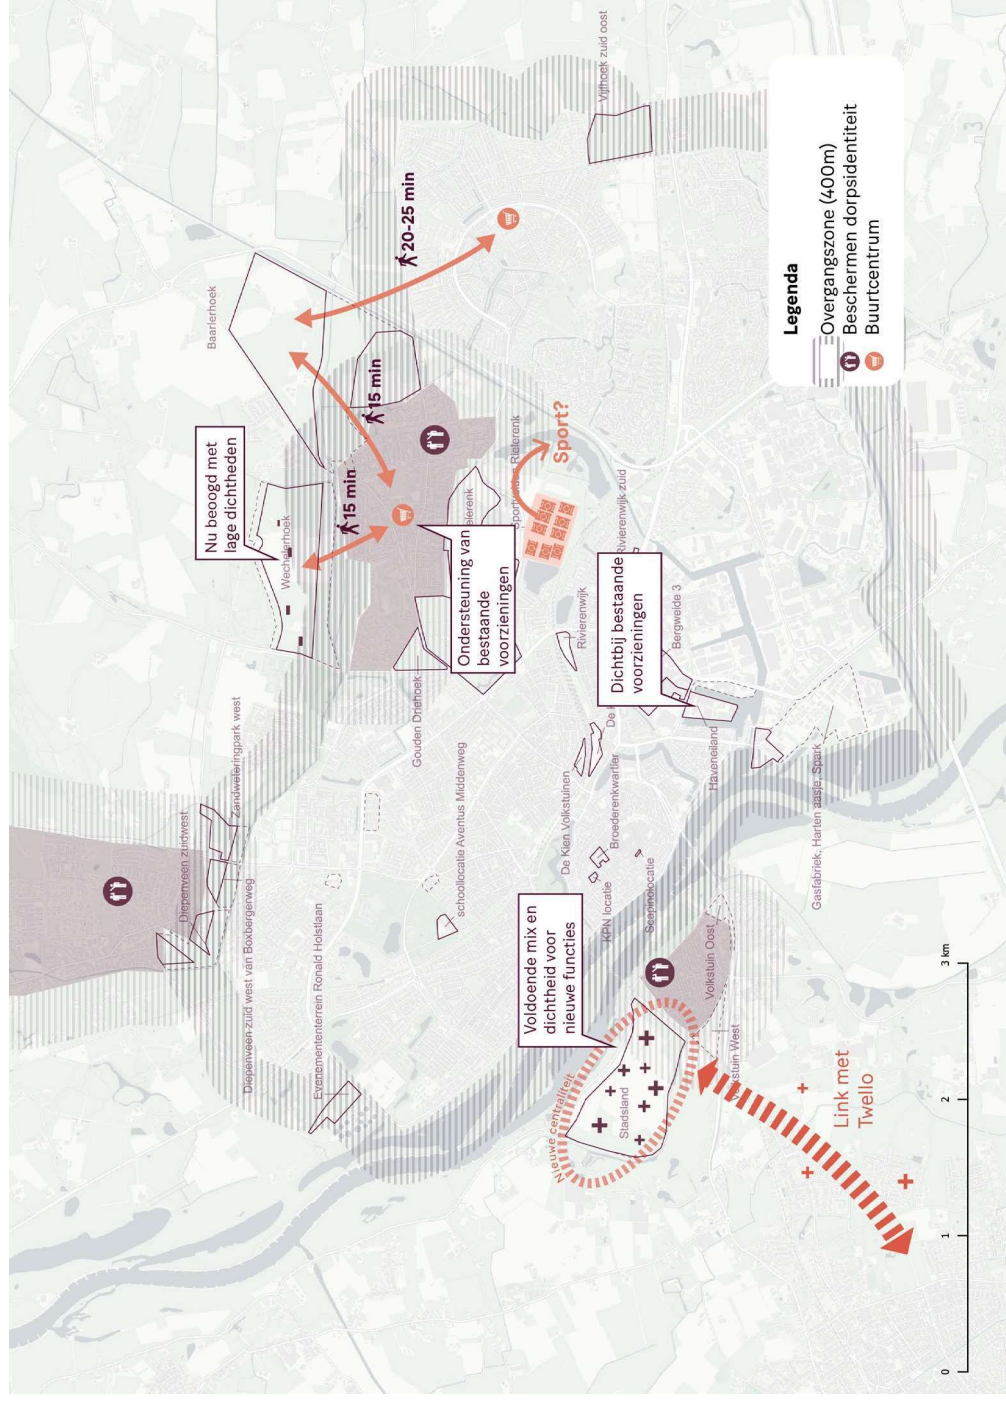 Nu beoogd met
lage dichtheden
Wechelerhoek
Baarlerhoek
15 min
15 min
20-25 min
Vijfhoek zuid oost
Diepenveen zuidwest
Zandweteringpark west
Diepenveen zuid west van Boxbergerweg
Evenemententerrein Ronald Holstlaan
Gouden Driehoek
schoollocatie Aventus Middenweg
Ondersteuning van
bestaande
voorzieningen
Rielerenk
Sport?
Voldoende mix en
dichtheid voor
nieuwe functies
Nieuwe centraliteit
Stadsland
De Kien Volkstuinen
Rivierenwijk
Rivierenwijk zuid
KPN locatie
Broederenkwartier
Scapinolocatie
Dichtbij bestaande
voorzieningen
Bergweide 3
Haveneiland
Volkstuin West
Volkstuin Oost
Gasfabriek, Harten aasje, Spark
Link met
Twello
Legenda
Overgangszone (400m)
Beschermen dorpsidentiteit
Buurtcentrum
0
1
2
3 km